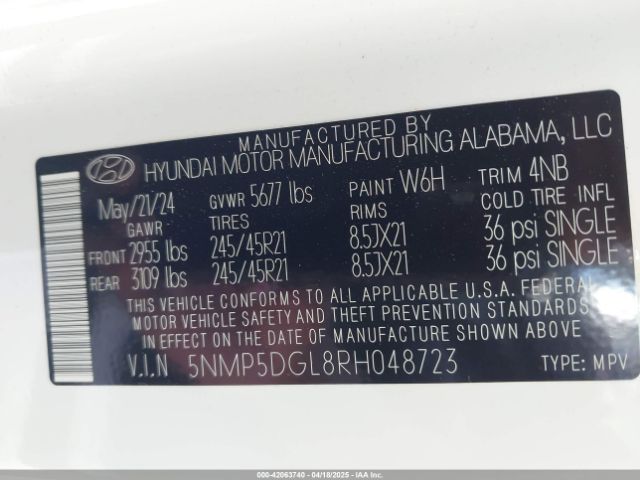 MANUFACTURED BY
HYUNDAI MOTOR MANUFACTURING ALABAMA, LLC
May/21/24 GVWR 5677 lbs PAINT W6H TRIM 4NB
GAWR TIRES RIMS COLD TIRE INFL
FRONT 2955 lbs 245/45R21 8.5JX21 36 psi SINGLE
REAR 3109 lbs 245/45R21 8.5JX21 36 psi SINGLE
THIS VEHICLE CONFORMS TO ALL APPLICABLE U.S.A. FEDERAL
MOTOR VEHICLE SAFETY AND THEFT PREVENTION STANDARDS
IN EFFECT ON THE DATE OF MANUFACTURE SHOWN ABOVE
V.I.N 5NMP5DGL8RH048723 TYPE: MPV
000-42063740 - 04/18/2025 - IAAI.COM